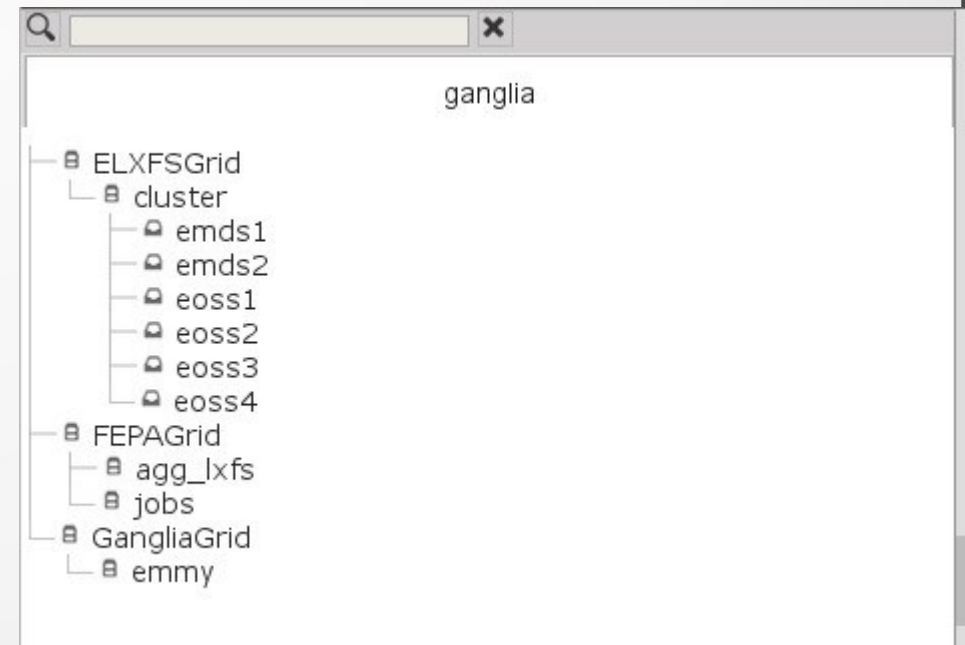 ganglia
ELXFSGrid
cluster
emds1
emds2
eoss1
eoss2
eoss3
eoss4
FEPAGrid
agg_lxfs
jobs
GangliaGrid
emmy